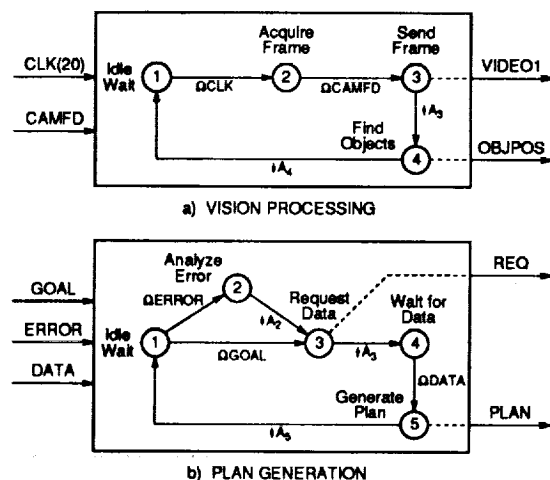 Acquire Frame
Send Frame
CLK(20)
Idle Wait
1
ΩCLK
2
ΩCAMFD
3
VIDEO1
CAMFD
Find Objects
‡A3
4
OBJPOS
‡A4
a) VISION PROCESSING
Analyze Error
REQ
GOAL
ΩERROR
2
Request Data
Wait for Data
‡A2
ERROR
Idle Wait
1
ΩGOAL
3
‡A3
4
DATA
ΩDATA
Generate Plan
5
PLAN
‡A5
b) PLAN GENERATION